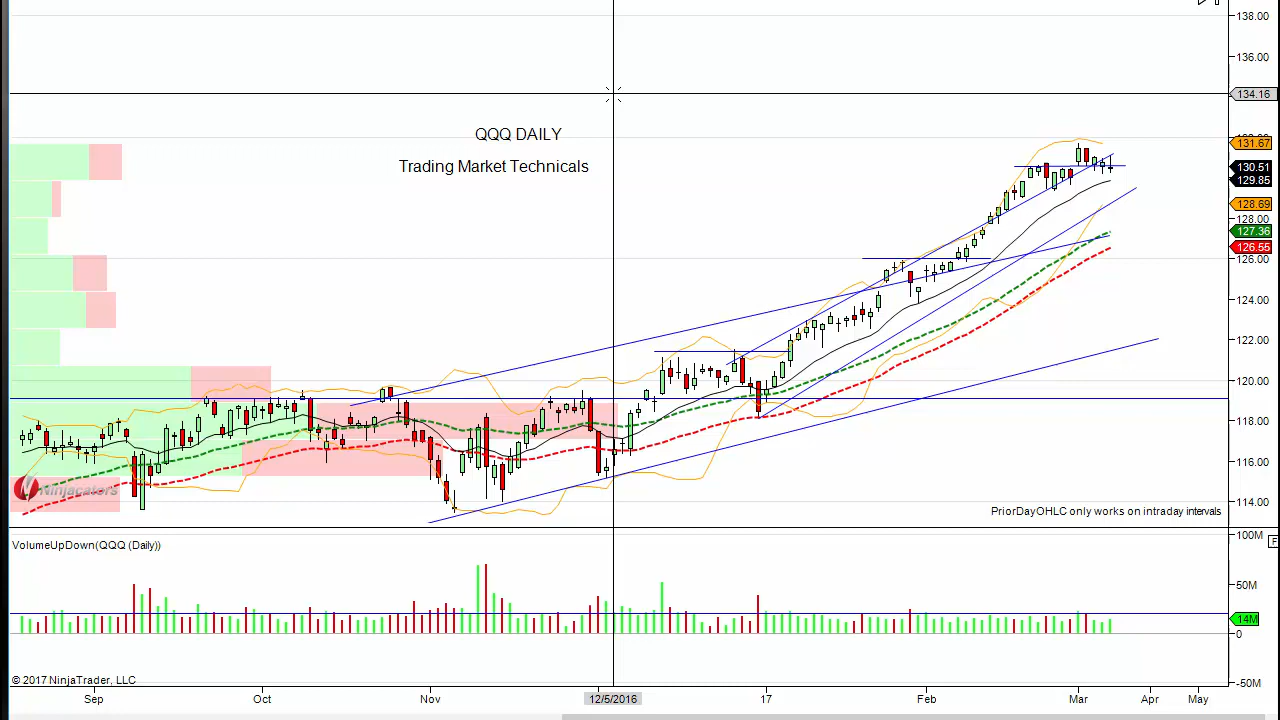 138.00
136.00
134.16
QQQ DAILY
Trading Market Technicals
131.67
130.51
129.85
128.69
128.00
127.36
126.55
126.00
124.00
122.00
120.00
118.00
116.00
Ninjacators
114.00
PriorDayOHLC only works on intraday intervals
100M
F
VolumeUpDown(QQQ (Daily))
50M
14M
0
© 2017 NinjaTrader, LLC
-50M
Sep Oct Nov 12/5/2016 17 Feb Mar Apr May